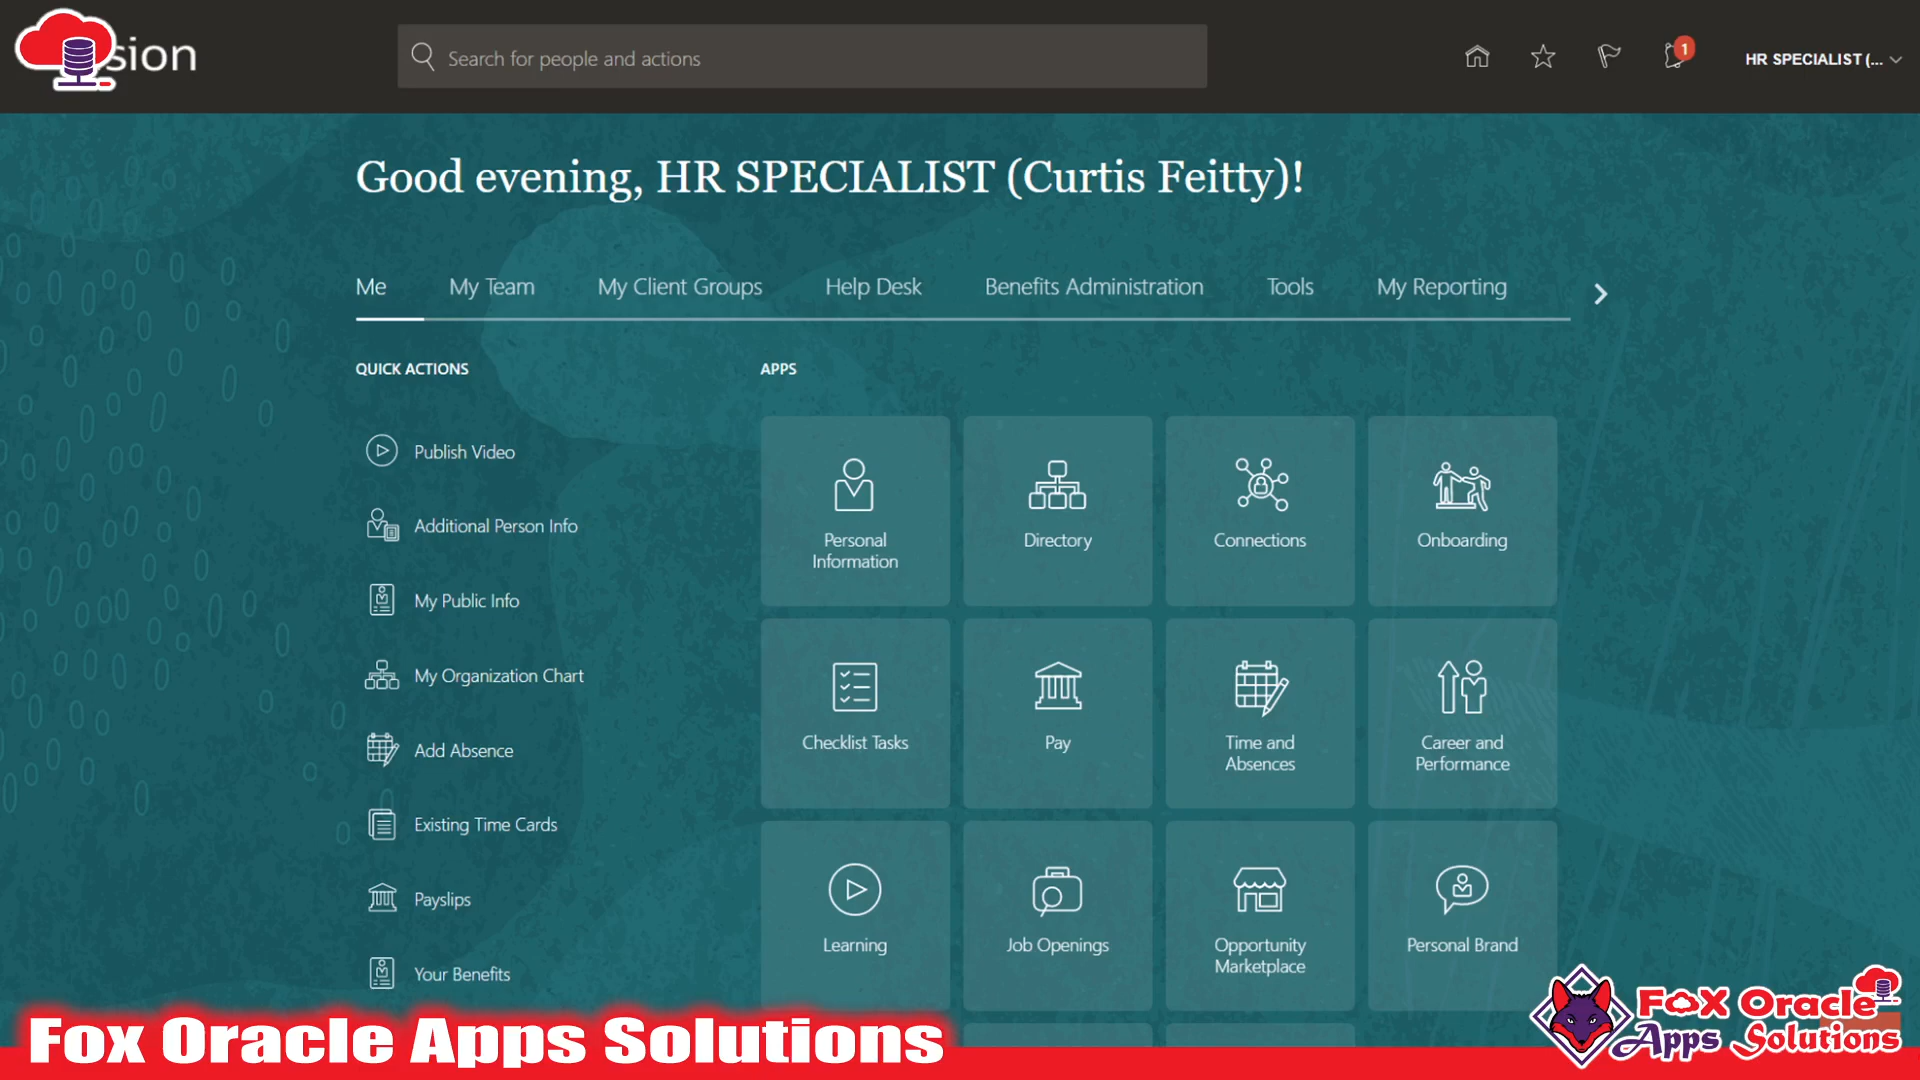 sion
Search for people and actions
1
HR SPECIALIST (...
Good evening, HR SPECIALIST (Curtis Feitty)!
Me
My Team
My Client Groups
Help Desk
Benefits Administration
Tools
My Reporting
QUICK ACTIONS
Publish Video
Additional Person Info
My Public Info
My Organization Chart
Add Absence
Existing Time Cards
Payslips
Your Benefits
APPS
Personal
Information
Directory
Connections
Onboarding
Checklist Tasks
Pay
Time and
Absences
Career and
Performance
Learning
Job Openings
Opportunity
Marketplace
Personal Brand
Fox Oracle Apps Solutions
Fox Oracle
Apps Solutions